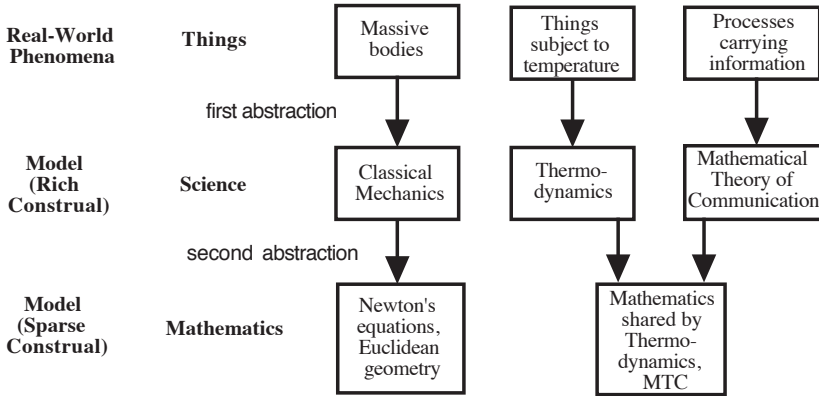 Real-World
Phenomena
Things
Massive
bodies
Things
subject to
temperature
Processes
carrying
information
first abstraction
Model
(Rich
Construal)
Science
Classical
Mechanics
Thermo-
dynamics
Mathematical
Theory of
Communication
second abstraction
Model
(Sparse
Construal)
Mathematics
Newton's
equations,
Euclidean
geometry
Mathematics
shared by
Thermo-
dynamics,
MTC